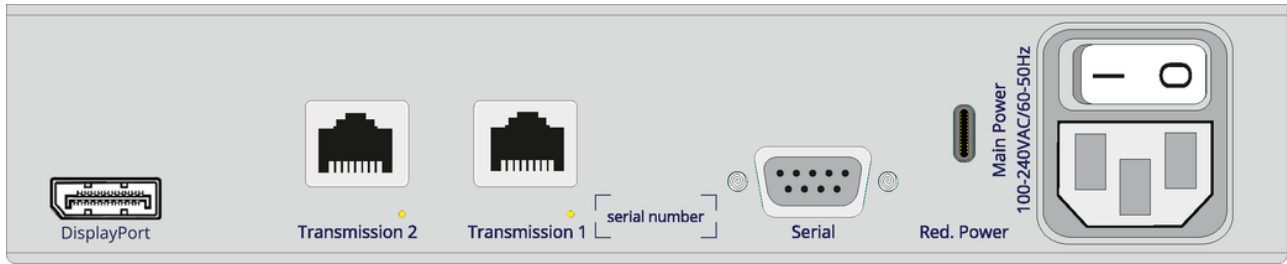 DisplayPort
Transmission 2
Transmission 1
serial number
Serial
Red. Power
Main Power
100-240VAC/60-50Hz